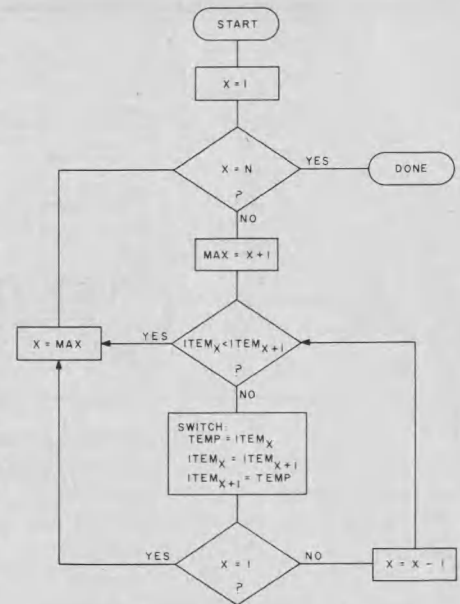 START
X = 1
X = N
?
YES
DONE
NO
MAX = X + 1
ITEMX < ITEMX+1
?
YES
X = MAX
NO
SWITCH:
TEMP = ITEMX
ITEMX = ITEMX+1
ITEMX+1 = TEMP
X = 1
?
YES
NO
X = X - 1